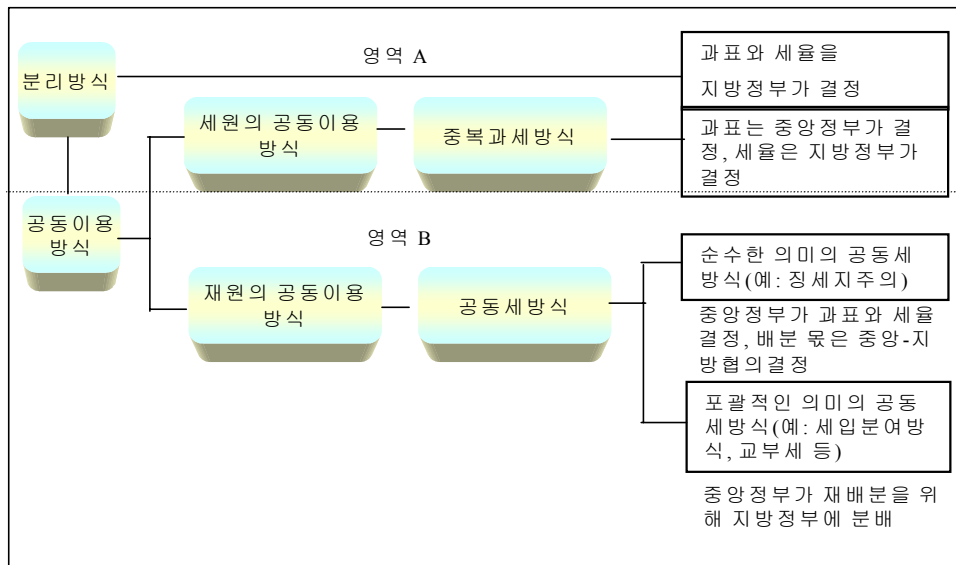 영역 A
분리방식
과표와 세율을
지방정부가 결정
세원의 공동이용
방식
중복과세방식
과표는 중앙정부가 결
정, 세율은 지방정부가
결정
공동이용
방식
영역 B
재원의 공동이용
방식
공동세방식
순수한 의미의 공동세
방식(예: 징세지주의)
중앙정부가 과표와 세율
결정, 배분 몫은 중앙-지
방협의결정
포괄적인 의미의 공동
세방식(예: 세입분여방
식, 교부세 등)
중앙정부가 재배분을 위
해 지방정부에 분배